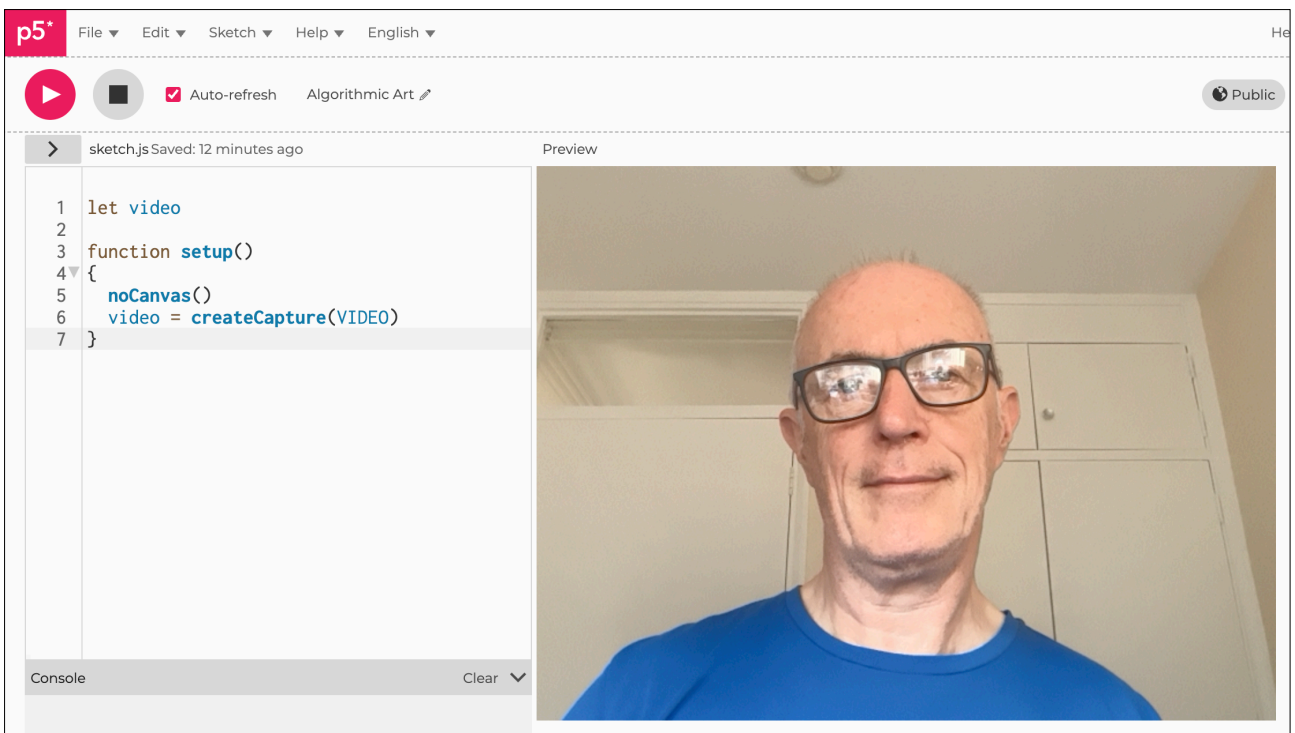 p5* File Edit Sketch Help English He
Auto-refresh Algorithmic Art Public
sketch.js Saved: 12 minutes ago Preview
1 let video
2
3 function setup()
4 {
5 noCanvas()
6 video = createCapture(VIDEO)
7 }
Console Clear